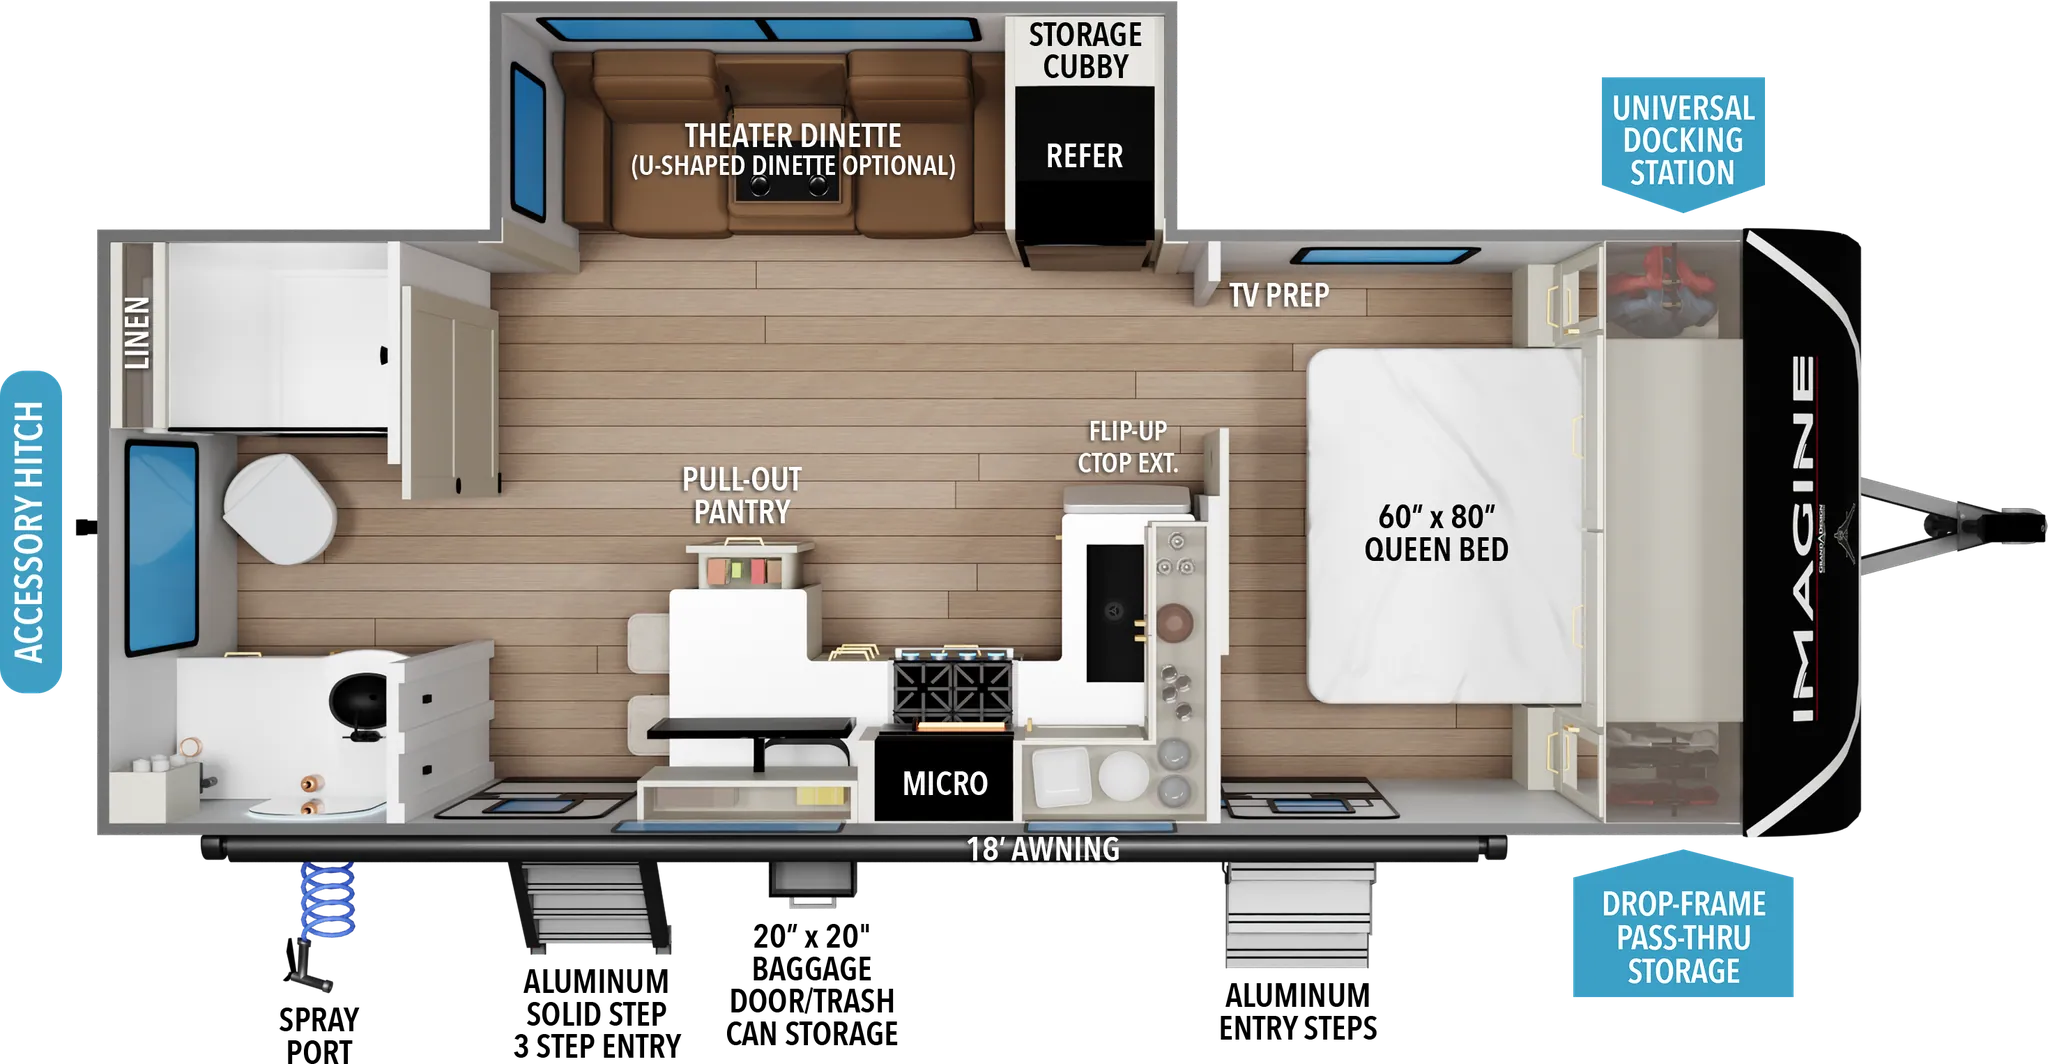 STORAGE
CUBBY
REFER
THEATER DINETTE
(U-SHAPED DINETTE OPTIONAL)
UNIVERSAL
DOCKING
STATION
LINEN
TV PREP
ACCESSORY HITCH
FLIP-UP
CTOP EXT.
PULL-OUT
PANTRY
60" x 80"
QUEEN BED
IMAGINE
GRAND DESIGN
MICRO
18' AWNING
SPRAY
PORT
ALUMINUM
SOLID STEP
3 STEP ENTRY
20" x 20"
BAGGAGE
DOOR/TRASH
CAN STORAGE
ALUMINUM
ENTRY STEPS
DROP-FRAME
PASS-THRU
STORAGE